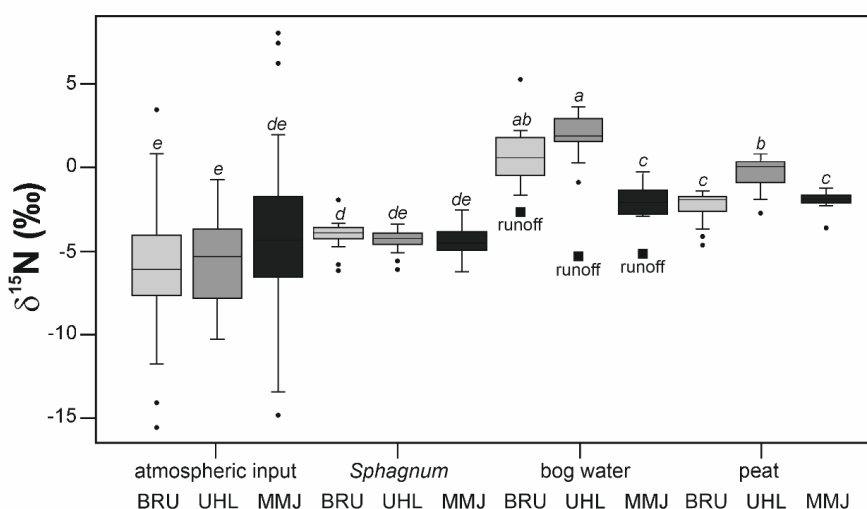 5
0
-5
-10
-15
δ15N (‰)
e
e
de
d
de
de
ab
a
c
c
b
c
runoff
runoff
runoff
atmospheric input Sphagnum bog water peat
BRU UHL MMJ BRU UHL MMJ BRU UHL MMJ BRU UHL MMJ